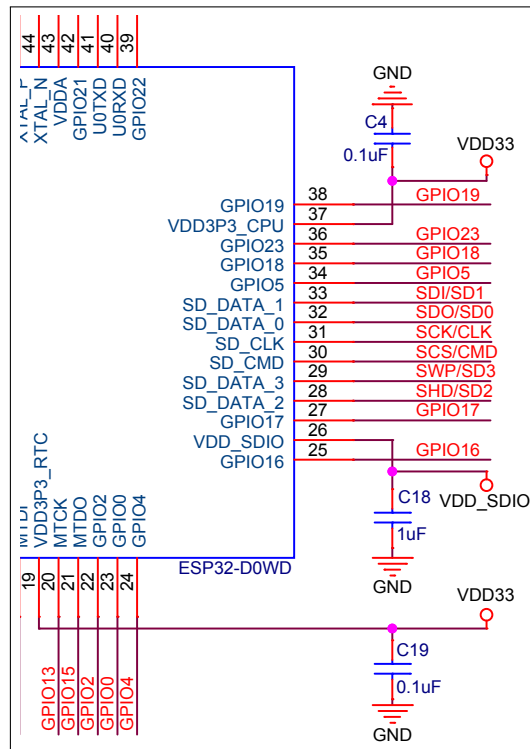 44
43
42
41
40
39
XTAL_N
VDDA
GPIO21
U0TXD
U0RXD
GPIO22
GND
C4
0.1uF
VDD33
GPIO19 38 GPIO19
VDD3P3_CPU 37
GPIO23 36 GPIO23
GPIO18 35 GPIO18
GPIO5 34 GPIO5
SD_DATA_1 33 SDI/SD1
SD_DATA_0 32 SDO/SD0
SD_CLK 31 SCK/CLK
SD_CMD 30 SCS/CMD
SD_DATA_3 29 SWP/SD3
SD_DATA_2 28 SHD/SD2
GPIO17 27 GPIO17
VDD_SDIO 26
GPIO16 25 GPIO16
VDD_SDIO
C18
1uF
GND
VDD3P3_RTC
MTCK
MTDO
GPIO2
GPIO0
GPIO4
ESP32-D0WD
19
20
21
22
23
24
GPIO13
GPIO15
GPIO2
GPIO0
GPIO4
VDD33
C19
0.1uF
GND